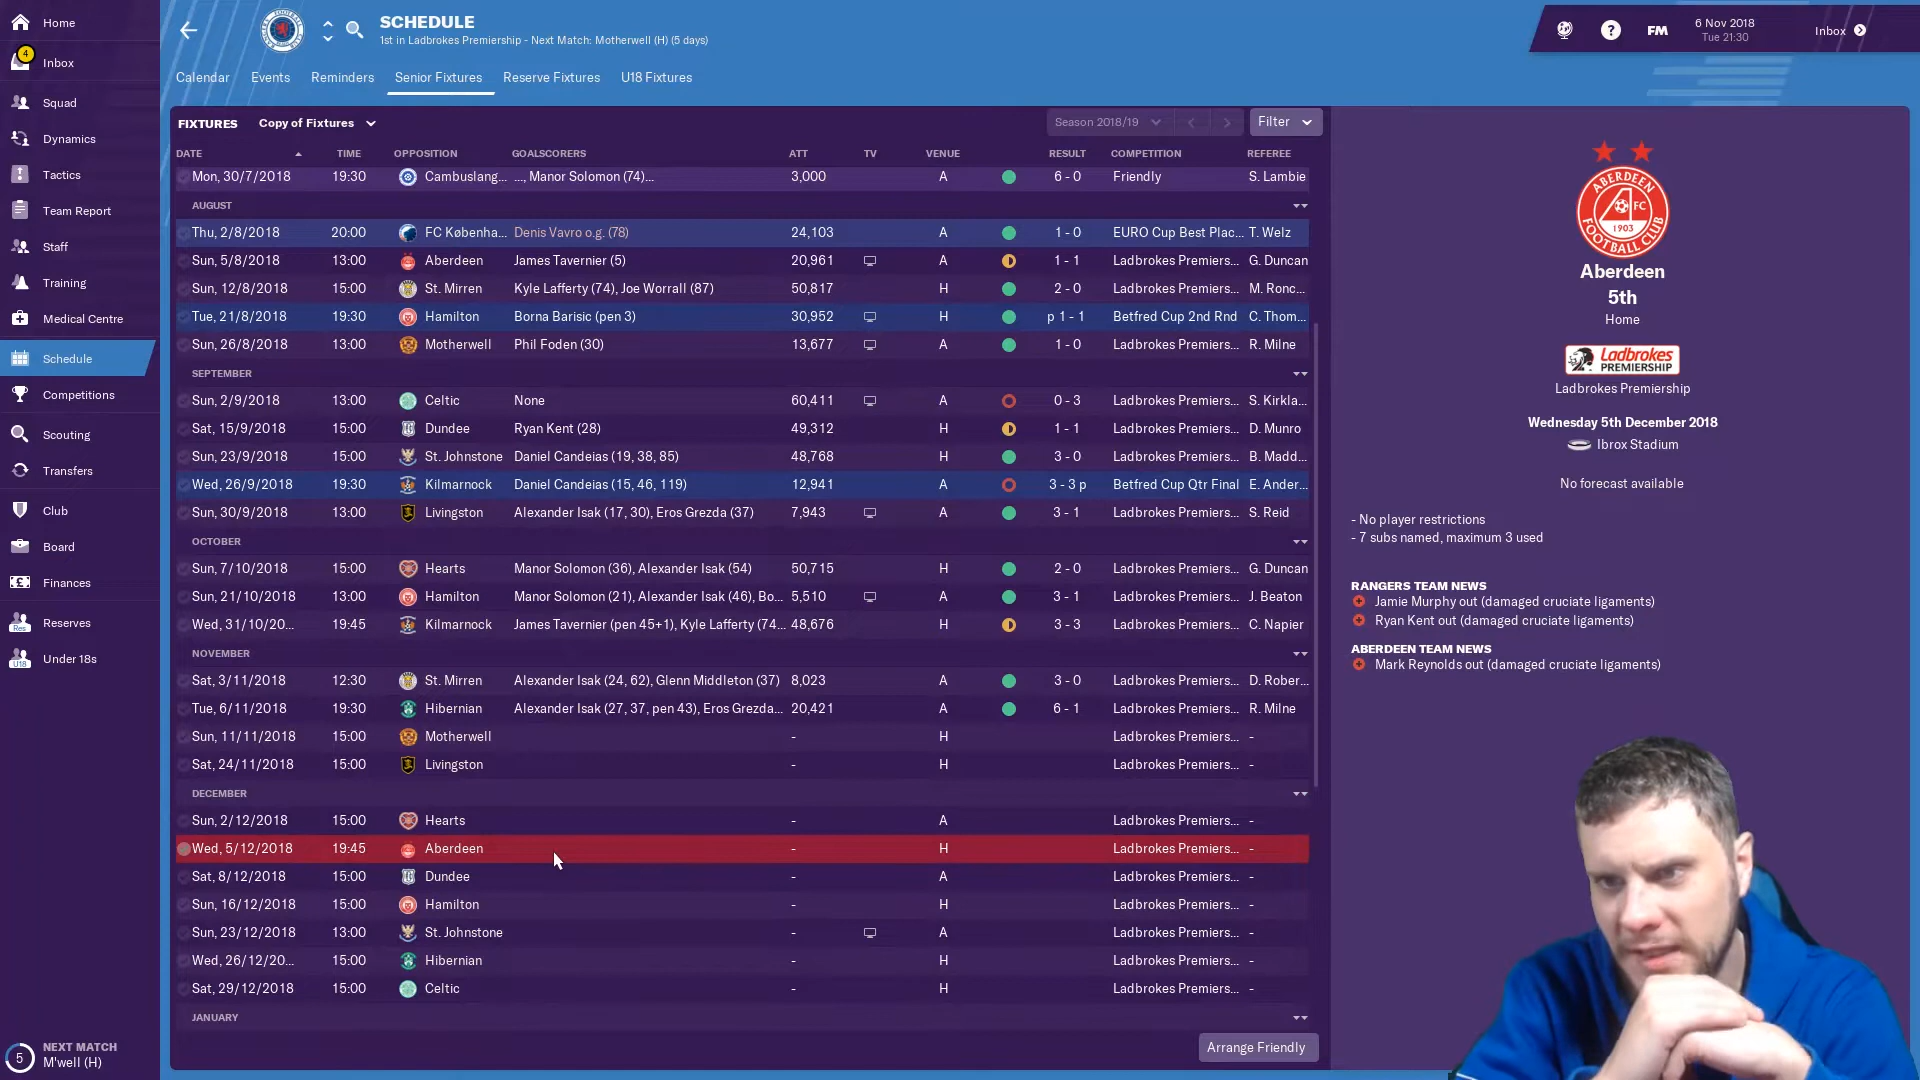 Home
SCHEDULE
1st in Ladbrokes Premiership - Next Match: Motherwell (H) (5 days)
FM
6 Nov 2018
Tue 21:30
Inbox
4
Inbox
Calendar Events Reminders Senior Fixtures Reserve Fixtures U18 Fixtures
Squad
Dynamics
Tactics
Team Report
Staff
Training
Medical Centre
Schedule
Competitions
Scouting
Transfers
Club
Board
Finances
Res
Reserves
U18
Under 18s
5
NEXT MATCH
M'well (H)
FIXTURES Copy of Fixtures Season 2018/19 Filter
DATE TIME OPPOSITION GOALSCORERS ATT TV VENUE RESULT COMPETITION REFEREE
Mon, 30/7/2018 19:30 Cambuslang... ..., Manor Solomon (74)... 3,000 A 6 - 0 Friendly S. Lambie
AUGUST
Thu, 2/8/2018 20:00 FC Københa... Denis Vavro o.g. (78) 24,103 A 1 - 0 EURO Cup Best Plac... T. Welz
Sun, 5/8/2018 13:00 Aberdeen James Tavernier (5) 20,961 A 1 - 1 Ladbrokes Premiers... G. Duncan
Sun, 12/8/2018 15:00 St. Mirren Kyle Lafferty (74), Joe Worrall (87) 50,817 H 2 - 0 Ladbrokes Premiers... M. Ronc...
Tue, 21/8/2018 19:30 Hamilton Borna Barisic (pen 3) 30,952 H p 1 - 1 Betfred Cup 2nd Rnd C. Thom...
Sun, 26/8/2018 13:00 Motherwell Phil Foden (30) 13,677 A 1 - 0 Ladbrokes Premiers... R. Milne
SEPTEMBER
Sun, 2/9/2018 13:00 Celtic None 60,411 A 0 - 3 Ladbrokes Premiers... S. Kirkla...
Sat, 15/9/2018 15:00 Dundee Ryan Kent (28) 49,312 H 1 - 1 Ladbrokes Premiers... D. Munro
Sun, 23/9/2018 15:00 St. Johnstone Daniel Candeias (19, 38, 85) 48,768 H 3 - 0 Ladbrokes Premiers... B. Madd...
Wed, 26/9/2018 19:30 Kilmarnock Daniel Candeias (15, 46, 119) 12,941 A 3 - 3 p Betfred Cup Qtr Final E. Ander...
Sun, 30/9/2018 13:00 Livingston Alexander Isak (17, 30), Eros Grezda (37) 7,943 A 3 - 1 Ladbrokes Premiers... S. Reid
OCTOBER
Sun, 7/10/2018 15:00 Hearts Manor Solomon (36), Alexander Isak (54) 50,715 H 2 - 0 Ladbrokes Premiers... G. Duncan
Sun, 21/10/2018 13:00 Hamilton Manor Solomon (21), Alexander Isak (46), Bo... 5,510 A 3 - 1 Ladbrokes Premiers... J. Beaton
Wed, 31/10/20... 19:45 Kilmarnock James Tavernier (pen 45+1), Kyle Lafferty (74... 48,676 H 3 - 3 Ladbrokes Premiers... C. Napier
NOVEMBER
Sat, 3/11/2018 12:30 St. Mirren Alexander Isak (24, 62), Glenn Middleton (37) 8,023 A 3 - 0 Ladbrokes Premiers... D. Rober...
Tue, 6/11/2018 19:30 Hibernian Alexander Isak (27, 37, pen 43), Eros Grezda... 20,421 A 6 - 1 Ladbrokes Premiers... R. Milne
Sun, 11/11/2018 15:00 Motherwell - H Ladbrokes Premiers... -
Sat, 24/11/2018 15:00 Livingston - H Ladbrokes Premiers... -
DECEMBER
Sun, 2/12/2018 15:00 Hearts - A Ladbrokes Premiers... -
Wed, 5/12/2018 19:45 Aberdeen - H Ladbrokes Premiers... -
Sat, 8/12/2018 15:00 Dundee - A Ladbrokes Premiers... -
Sun, 16/12/2018 15:00 Hamilton - H Ladbrokes Premiers... -
Sun, 23/12/2018 13:00 St. Johnstone - A Ladbrokes Premiers... -
Wed, 26/12/20... 15:00 Hibernian - H Ladbrokes Premiers... -
Sat, 29/12/2018 15:00 Celtic - H Ladbrokes Premiers... -
JANUARY
Arrange Friendly
ABERDEEN
FC
1903
FOOTBALL CLUB
Aberdeen
5th
Home
Ladbrokes
PREMIERSHIP
Ladbrokes Premiership
Wednesday 5th December 2018
Ibrox Stadium
No forecast available
- No player restrictions
- 7 subs named, maximum 3 used
RANGERS TEAM NEWS
Jamie Murphy out (damaged cruciate ligaments)
Ryan Kent out (damaged cruciate ligaments)
ABERDEEN TEAM NEWS
Mark Reynolds out (damaged cruciate ligaments)